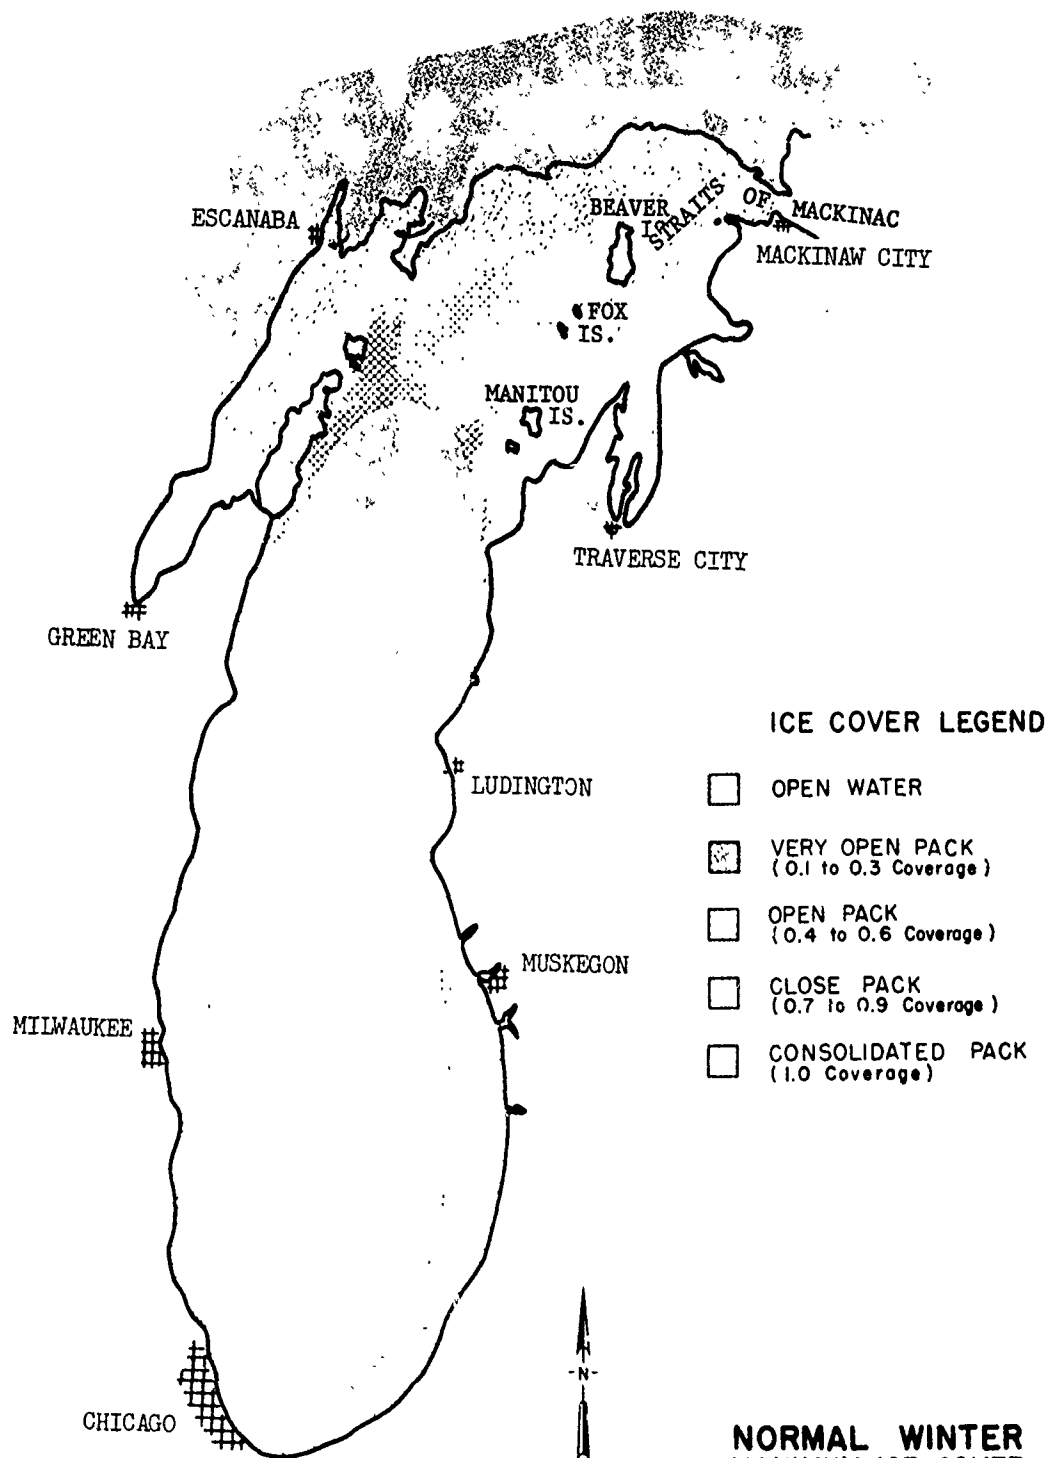 ESCANABA
BEAVER
IS.
STRAITS OF MACKINAC
MACKINAW CITY
FOX
IS.
MANITOU
IS.
TRAVERSE CITY
GREEN BAY
ICE COVER LEGEND
OPEN WATER
VERY OPEN PACK
(0.1 to 0.3 Coverage)
OPEN PACK
(0.4 to 0.6 Coverage)
CLOSE PACK
(0.7 to 0.9 Coverage)
CONSOLIDATED PACK
(1.0 Coverage)
LUDINGTON
MUSKEGON
MILWAUKEE
N
CHICAGO
NORMAL WINTER